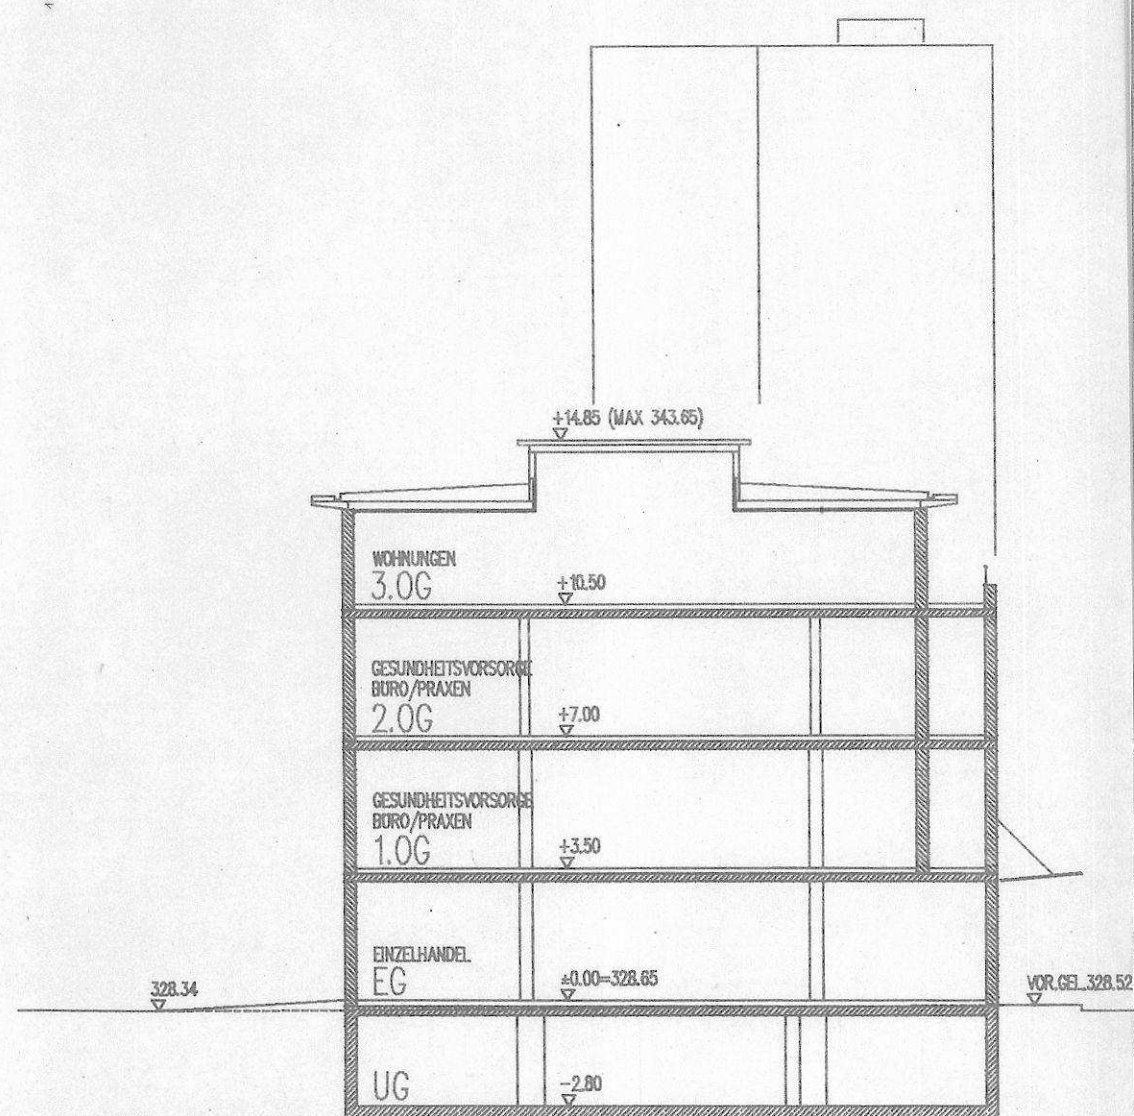 +14.85 (MAX 343.65)
WOHNUNGEN
3.OG
+10.50
GESUNDHEITSVORSORGE
BÜRO/PRAXEN
2.OG
+7.00
GESUNDHEITSVORSORGE
BÜRO/PRAXEN
1.OG
+3.50
EINZELHANDEL
EG
±0.00=328.65
328.34
VOR.GEL.328.52
UG
-2.80